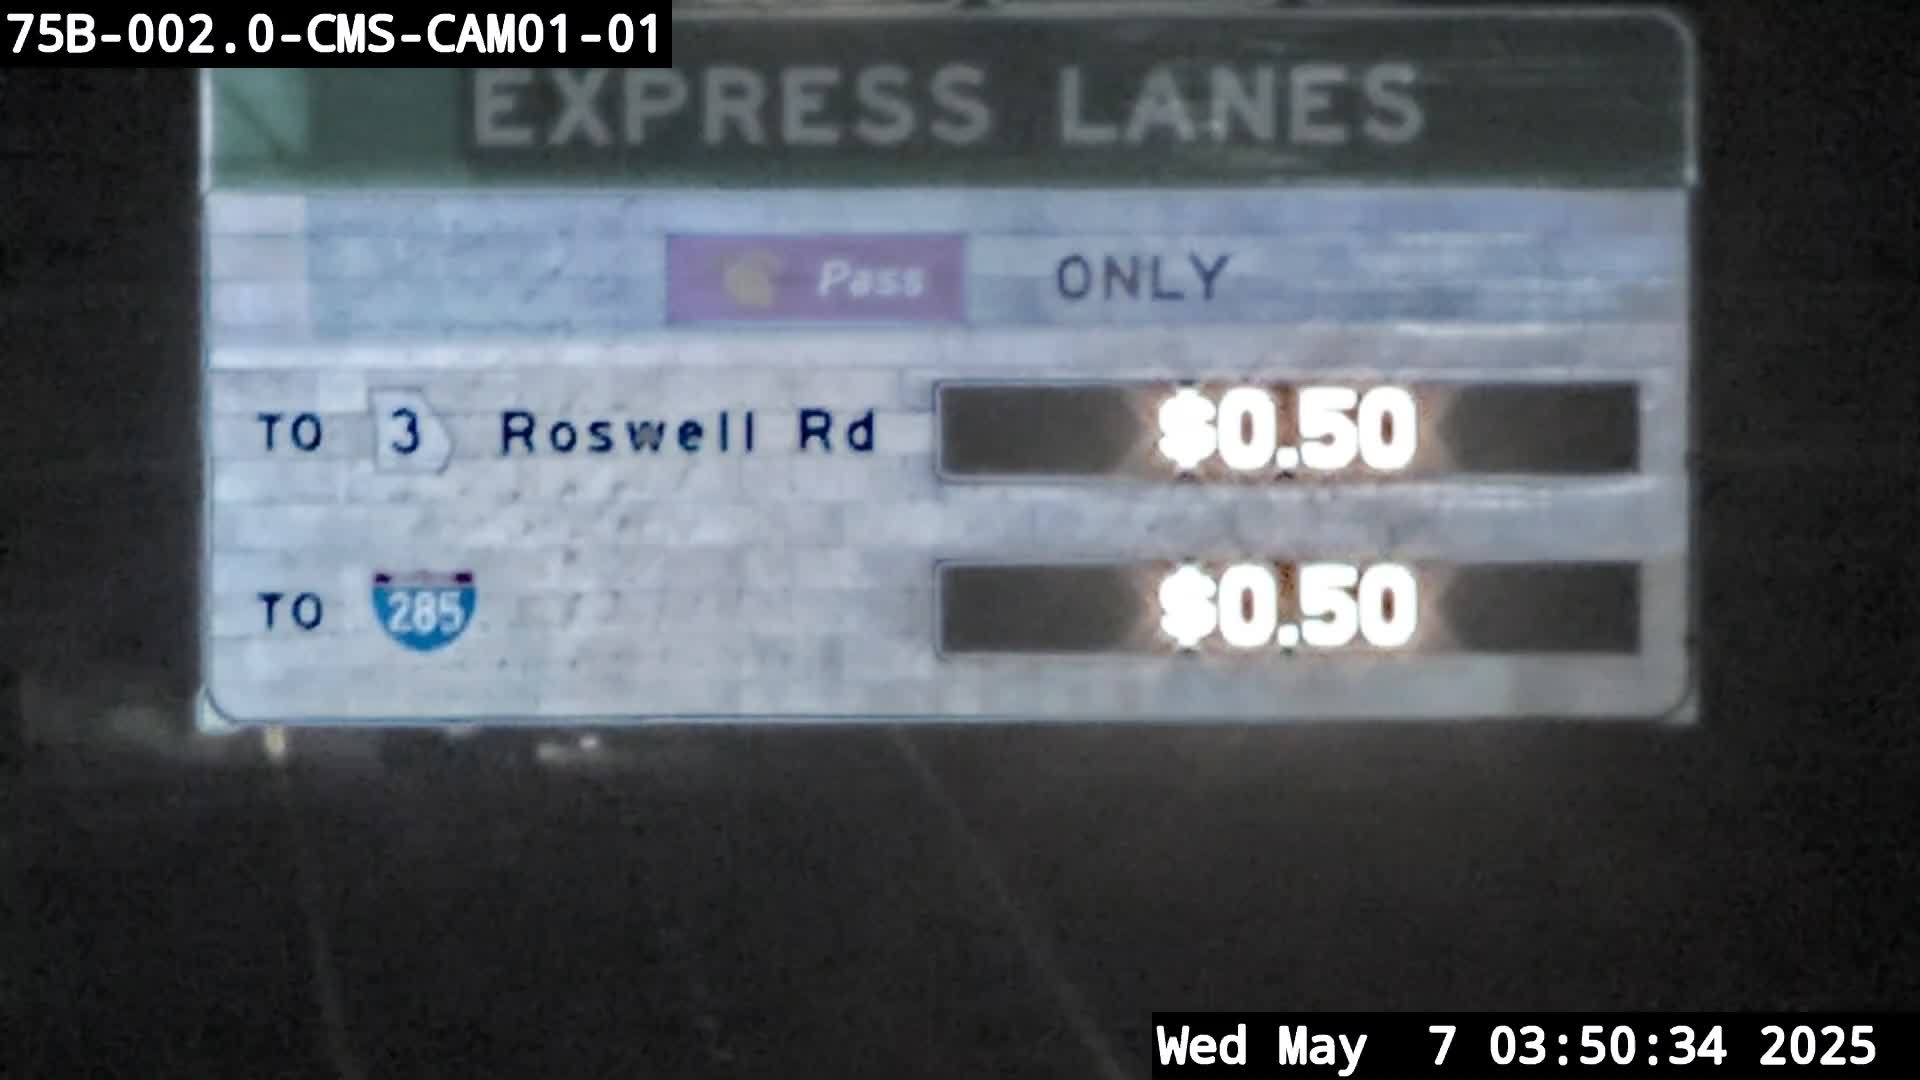 75B-002.0-CMS-CAM01-01
EXPRESS LANES
Pass ONLY
TO 3 Roswell Rd $0.50
TO 285 $0.50
Wed May 7 03:50:34 2025